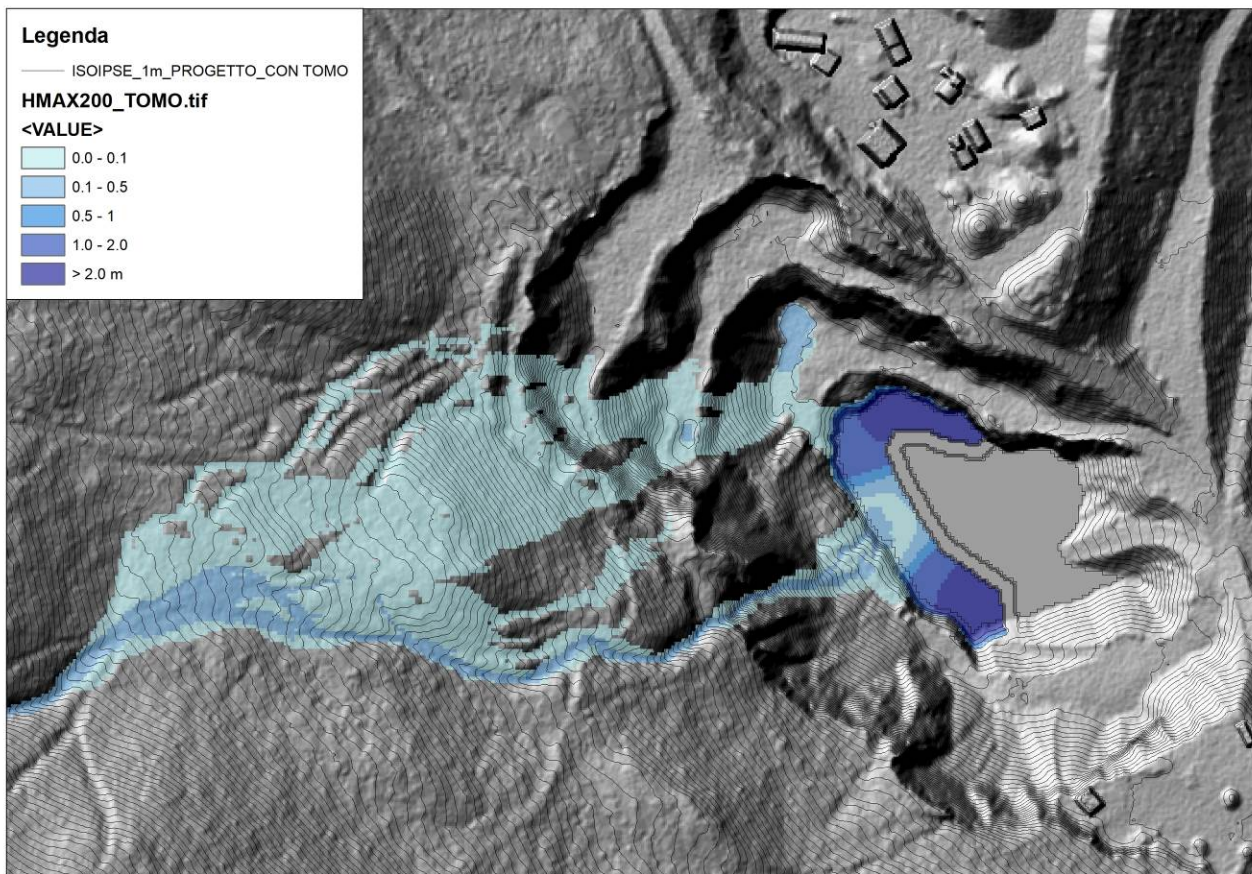 Legenda
ISOIPSE_1m_PROGETTO_CON TOMO
HMAX200_TOMO.tif
<VALUE>
0.0 - 0.1
0.1 - 0.5
0.5 - 1
1.0 - 2.0
> 2.0 m